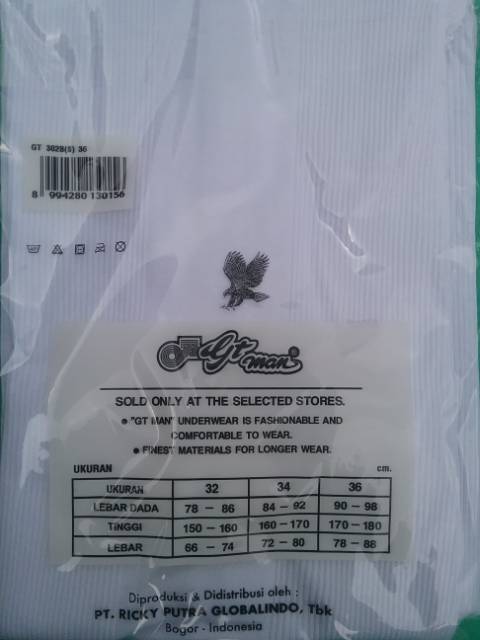 GT 302B(S) 36
8 994280 130156
Gt man
SOLD ONLY AT THE SELECTED STORES.
● "GT MAN" UNDERWEAR IS FASHIONABLE AND
COMFORTABLE TO WEAR.
● FINEST MATERIALS FOR LONGER WEAR.
UKURAN cm.
UKURAN 32 34 36
LEBAR DADA 78 - 86 84 - 92 90 - 98
TINGGI 150 - 160 160 - 170 170 - 180
LEBAR 66 - 74 72 - 80 78 - 88
Diproduksi & Didistribusi oleh :
PT. RICKY PUTRA GLOBALINDO, Tbk
Bogor - Indonesia